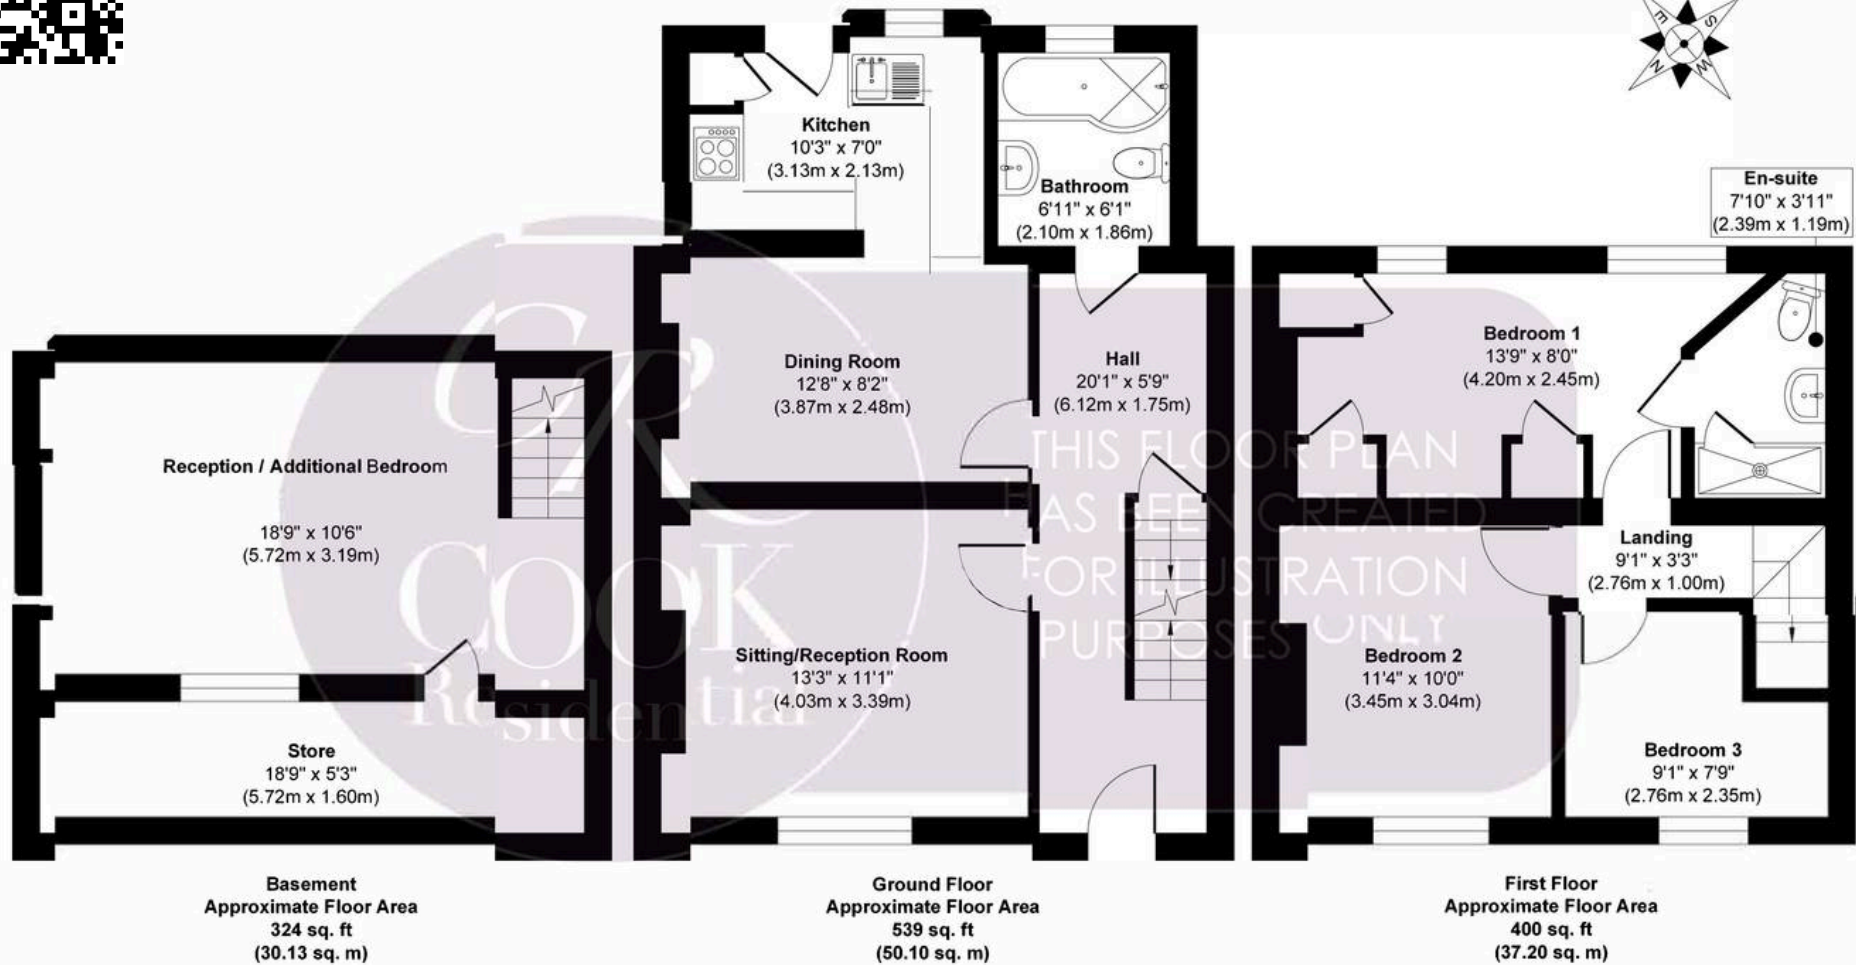 E
S
N
W
Kitchen
10'3" x 7'0"
(3.13m x 2.13m)
Bathroom
6'11" x 6'1"
(2.10m x 1.86m)
En-suite
7'10" x 3'11"
(2.39m x 1.19m)
Dining Room
12'8" x 8'2"
(3.87m x 2.48m)
Hall
20'1" x 5'9"
(6.12m x 1.75m)
Bedroom 1
13'9" x 8'0"
(4.20m x 2.45m)
Reception / Additional Bedroom
18'9" x 10'6"
(5.72m x 3.19m)
Landing
9'1" x 3'3"
(2.76m x 1.00m)
Sitting/Reception Room
13'3" x 11'1"
(4.03m x 3.39m)
Bedroom 2
11'4" x 10'0"
(3.45m x 3.04m)
Store
18'9" x 5'3"
(5.72m x 1.60m)
Bedroom 3
9'1" x 7'9"
(2.76m x 2.35m)
CR
COOK
Residential
THIS FLOOR PLAN
HAS BEEN CREATED
FOR ILLUSTRATION
PURPOSES ONLY
Basement
Approximate Floor Area
324 sq. ft
(30.13 sq. m)
Ground Floor
Approximate Floor Area
539 sq. ft
(50.10 sq. m)
First Floor
Approximate Floor Area
400 sq. ft
(37.20 sq. m)